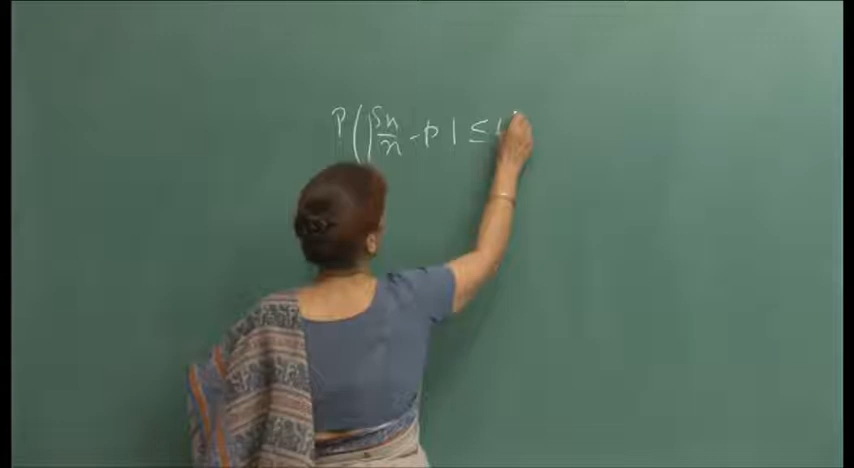 P(|Sn/n - p| ≤